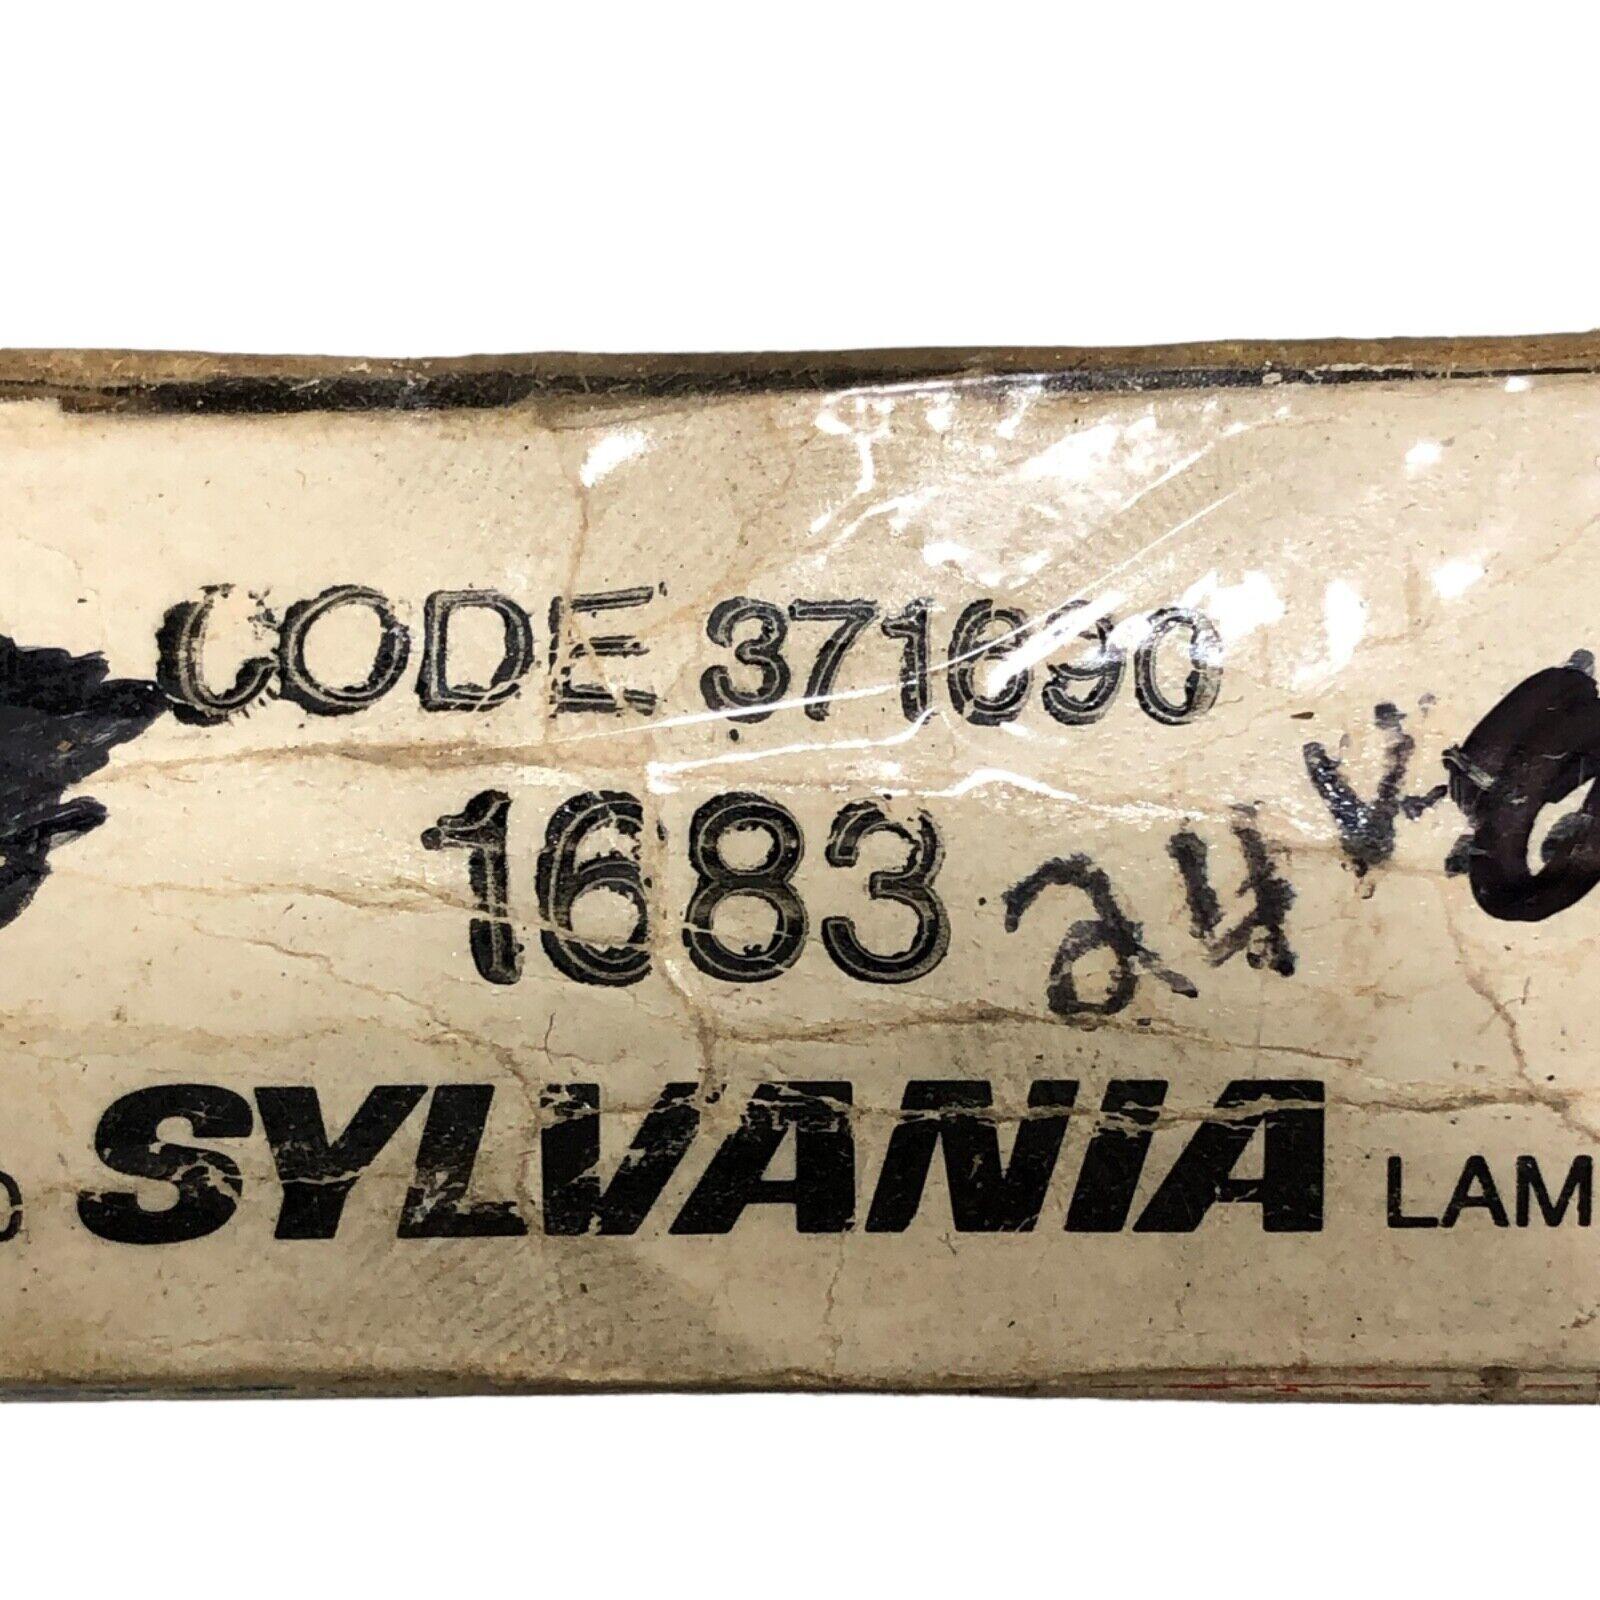 CODE 371690
1683 24 V-
SYLVANIA LAM